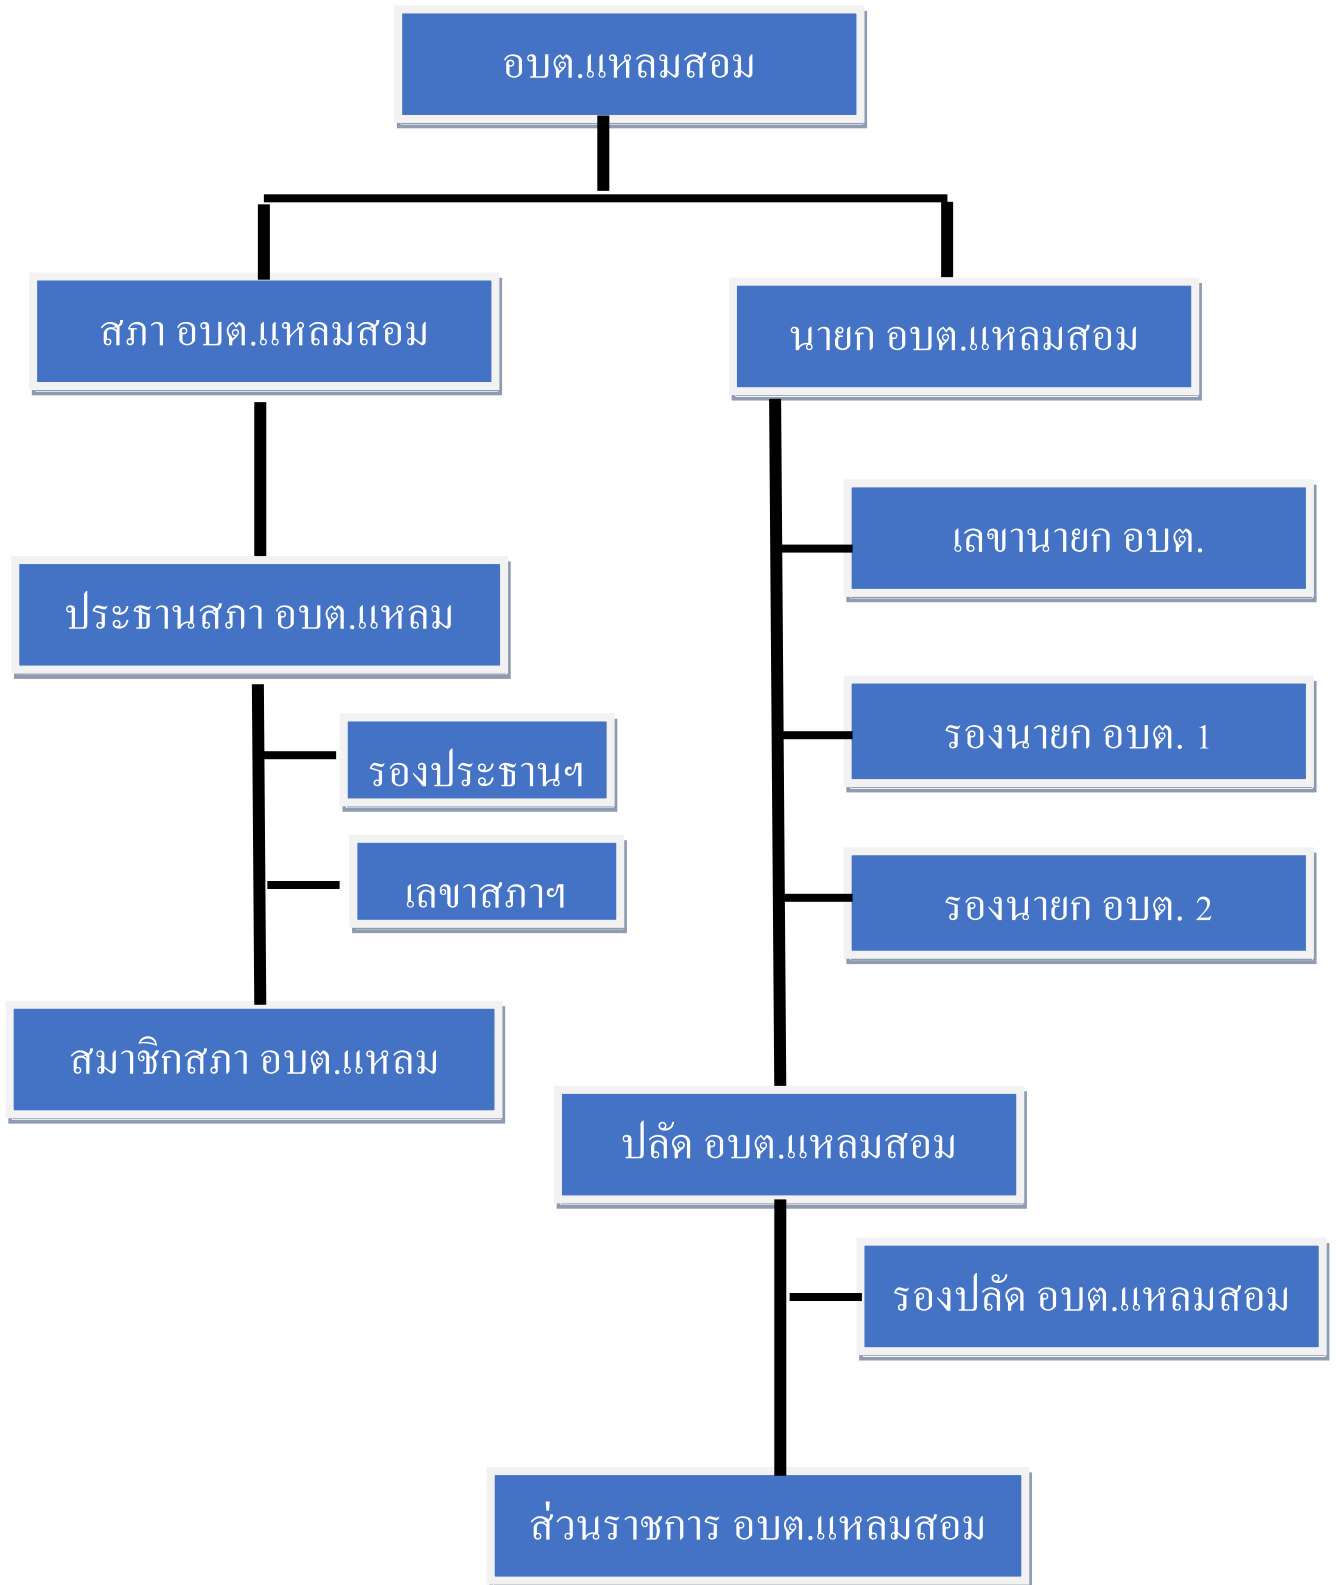 อบต.แหลมสอม
สภา อบต.แหลมสอม
นายก อบต.แหลมสอม
เลขานายก อบต.
ประธานสภา อบต.แหลม
รองนายก อบต. 1
รองประธานฯ
เลขาสภาฯ
รองนายก อบต. 2
สมาชิกสภา อบต.แหลม
ปลัด อบต.แหลมสอม
รองปลัด อบต.แหลมสอม
ส่วนราชการ อบต.แหลมสอม